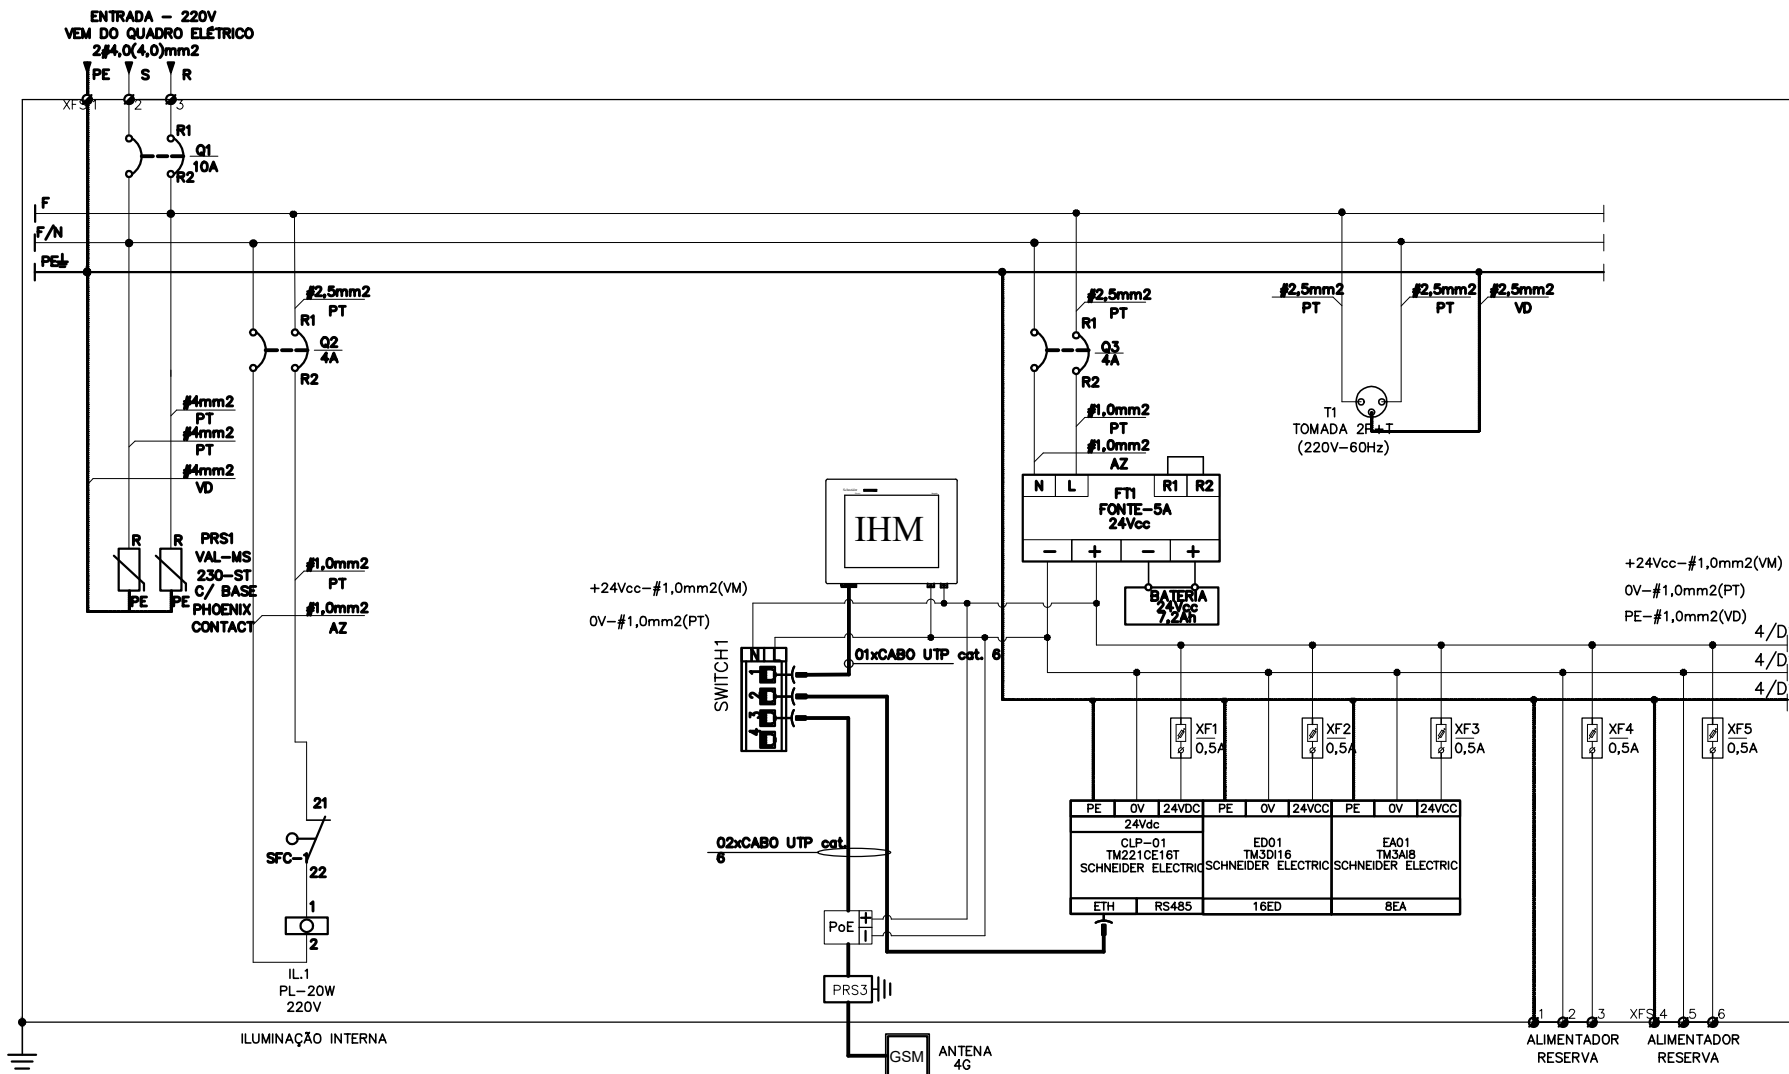 ENTRADA - 220V
VEM DO QUADRO ELÉTRICO
2#4,0(4,0)mm2
PE S R
XFS 1 2 3
R1
Q1
10A
R2
F
F/N
PE
#2,5mm2
PT
R1
Q2
4A
R2
#4mm2
PT
#4mm2
PT
#4mm2
VD
R R PRS1
VAL-MS
230-ST
C/ BASE
PE PE PHOENIX
CONTACT
#1,0mm2
PT
#1,0mm2
AZ
21
SFC-1
22
1
2
IL.1
PL-20W
220V
ILUMINAÇÃO INTERNA
#2,5mm2
PT
R1
Q3
4A
R2
#1,0mm2
PT
#1,0mm2
AZ
N L R1 R2
FT1
FONTE-5A
24Vcc
− + − +
BATERIA
24Vcc
7,2Ah
#2,5mm2
PT
#2,5mm2
PT
#2,5mm2
VD
T1
TOMADA 2P+T
(220V-60Hz)
IHM
+24Vcc-#1,0mm2(VM)
0V-#1,0mm2(PT)
SWITCH1
N
1
2
3
4
01xCABO UTP cat. 6
02xCABO UTP cat.
6
PoE + −
PRS3
GSM
ANTENA
4G
+24Vcc-#1,0mm2(VM)
0V-#1,0mm2(PT)
PE-#1,0mm2(VD)
4/D
4/D
4/D
XF1
0,5A
XF2
0,5A
XF3
0,5A
XF4
0,5A
XF5
0,5A
PE 0V 24VDC PE 0V 24VCC PE 0V 24VCC
24Vdc
CLP-01
TM221CE16T
SCHNEIDER ELECTRIC
ED01
TM3DI16
SCHNEIDER ELECTRIC
EA01
TM3AI8
SCHNEIDER ELECTRIC
ETH RS485 16ED 8EA
1 2 3 XFS 4 5 6
ALIMENTADOR
RESERVA
ALIMENTADOR
RESERVA